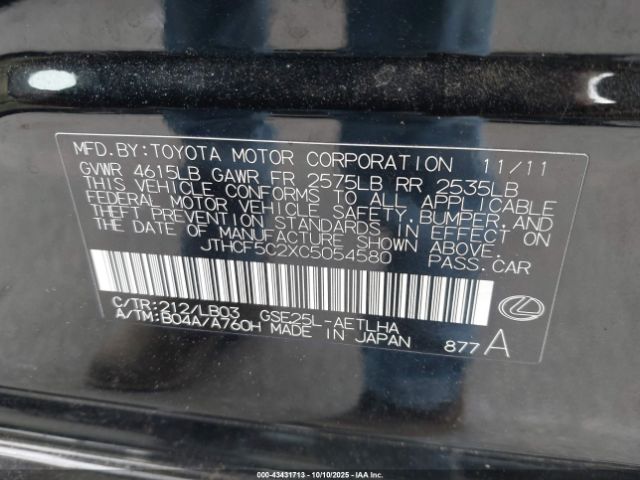 MFD.BY:TOYOTA MOTOR CORPORATION 11/11
GVWR 4615LB GAWR FR 2575LB RR 2535LB
THIS VEHICLE CONFORMS TO ALL APPLICABLE
FEDERAL MOTOR VEHICLE SAFETY,BUMPER,AND
THEFT PREVENTION STANDARDS IN EFFECT ON
THE DATE OF MANUFACTURE SHOWN ABOVE.
JTHCF5C2XC5054580 PASS.CAR
C/TR:212/LB03 GSE25L-AETLHA
A/TM:B04A/A760H MADE IN JAPAN 877A
© 000-43431713 - 10/10/2025 - IAA Holdings, LLC